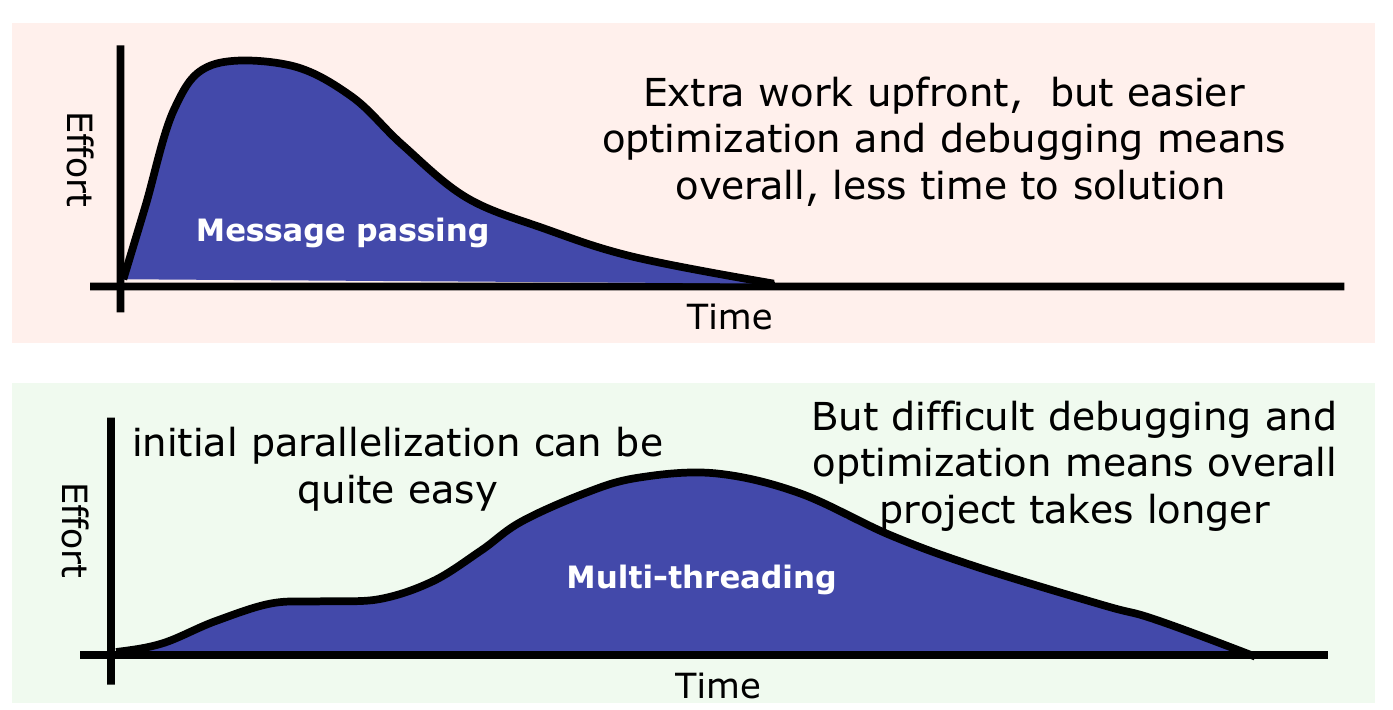 Effort
Extra work upfront,  but easier
optimization and debugging means
overall, less time to solution
Message passing
Time
Effort
initial parallelization can be
quite easy
But difficult debugging and
optimization means overall
project takes longer
Multi–threading
Time